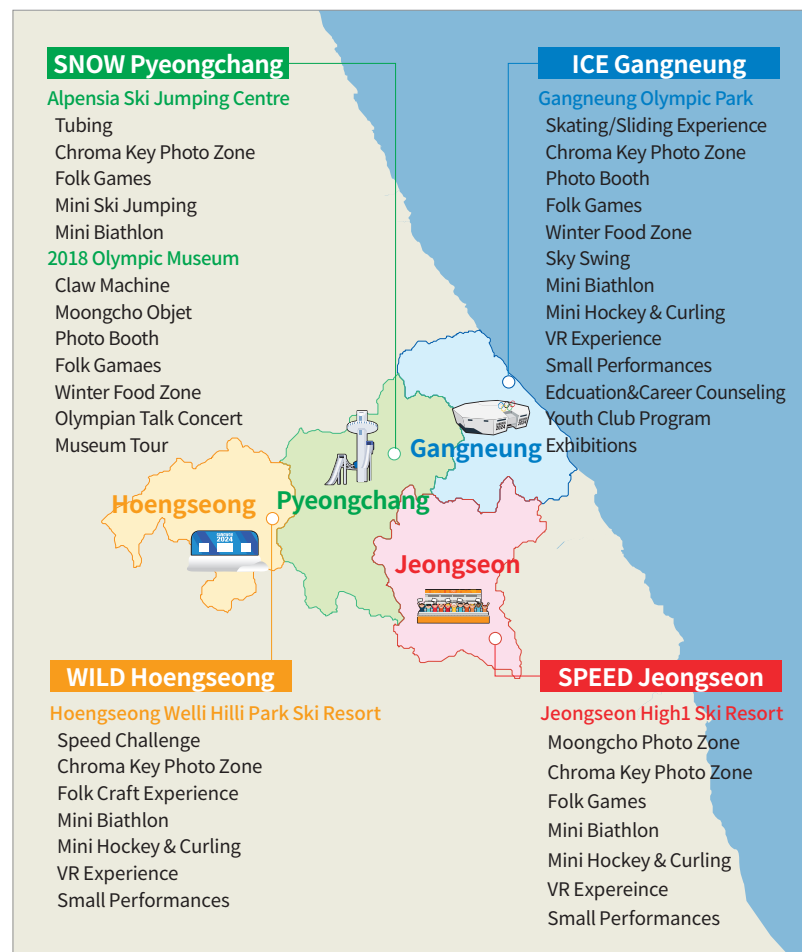 SNOW Pyeongchang
Alpensia Ski Jumping Centre
Tubing
Chroma Key Photo Zone
Folk Games
Mini Ski Jumping
Mini Biathlon
2018 Olympic Museum
Claw Machine
Moongcho Objet
Photo Booth
Folk Gamaes
Winter Food Zone
Olympian Talk Concert
Museum Tour
ICE Gangneung
Gangneung Olympic Park
Skating/Sliding Experience
Chroma Key Photo Zone
Photo Booth
Folk Games
Winter Food Zone
Sky Swing
Mini Biathlon
Mini Hockey & Curling
VR Experience
Small Performances
Edcuation&Career Counseling
Youth Club Program
Exhibitions
Gangneung
Pyeongchang
Hoengseong
2024
Jeongseon
WILD Hoengseong
Hoengseong Welli Hilli Park Ski Resort
Speed Challenge
Chroma Key Photo Zone
Folk Craft Experience
Mini Biathlon
Mini Hockey & Curling
VR Experience
Small Performances
SPEED Jeongseon
Jeongseon High1 Ski Resort
Moongcho Photo Zone
Chroma Key Photo Zone
Folk Games
Mini Biathlon
Mini Hockey & Curling
VR Expereince
Small Performances